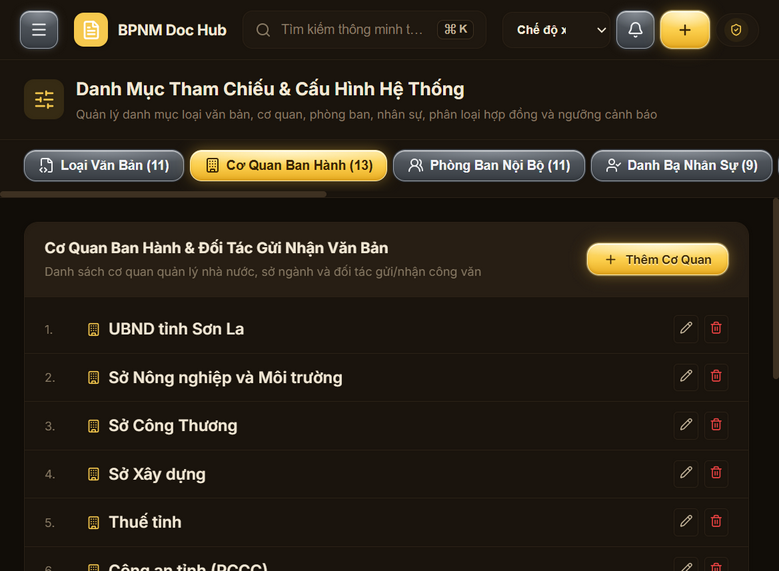 BPNM Doc Hub
Tìm kiếm thông minh t...
⌘ K
Chế độ
Danh Mục Tham Chiếu & Cấu Hình Hệ Thống
Quản lý danh mục loại văn bản, cơ quan, phòng ban, nhân sự, phân loại hợp đồng và ngưỡng cảnh báo
Loại Văn Bản (11)
Cơ Quan Ban Hành (13)
Phòng Ban Nội Bộ (11)
Danh Bạ Nhân Sự (9)
Cơ Quan Ban Hành & Đối Tác Gửi Nhận Văn Bản
Danh sách cơ quan quản lý nhà nước, sở ngành và đối tác gửi/nhận công văn
Thêm Cơ Quan
1. UBND tỉnh Sơn La
2. Sở Nông nghiệp và Môi trường
3. Sở Công Thương
4. Sở Xây dựng
5. Thuế tỉnh
6. Công an tỉnh (PCCC)